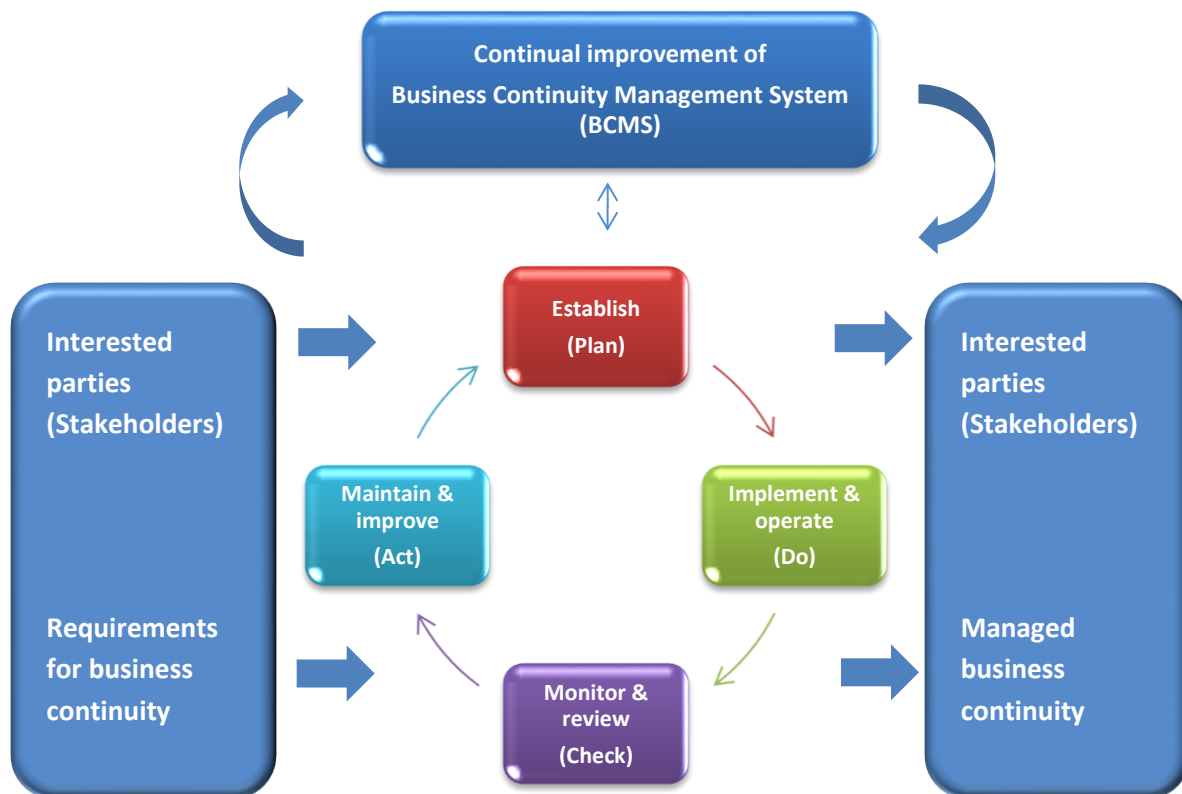 Continual improvement of
Business Continuity Management System
(BCMS)
Interested
parties
(Stakeholders)
Requirements
for business
continuity
Establish
(Plan)
Implement &
operate
(Do)
Monitor &
review
(Check)
Maintain &
improve
(Act)
Interested
parties
(Stakeholders)
Managed
business
continuity